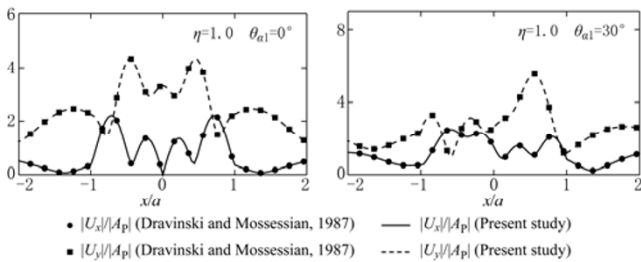 6
4
2
0
η=1.0 θα1=0°
−2 −1 0 1 2
x/a
8
4
0
η=1.0 θα1=30°
−2 −1 0 1 2
x/a
● |Ux|/|AP| (Dravinski and Mossessian, 1987) — |Ux|/|AP| (Present study)
■ |Uy|/|AP| (Dravinski and Mossessian, 1987) ---- |Uy|/|AP| (Present study)